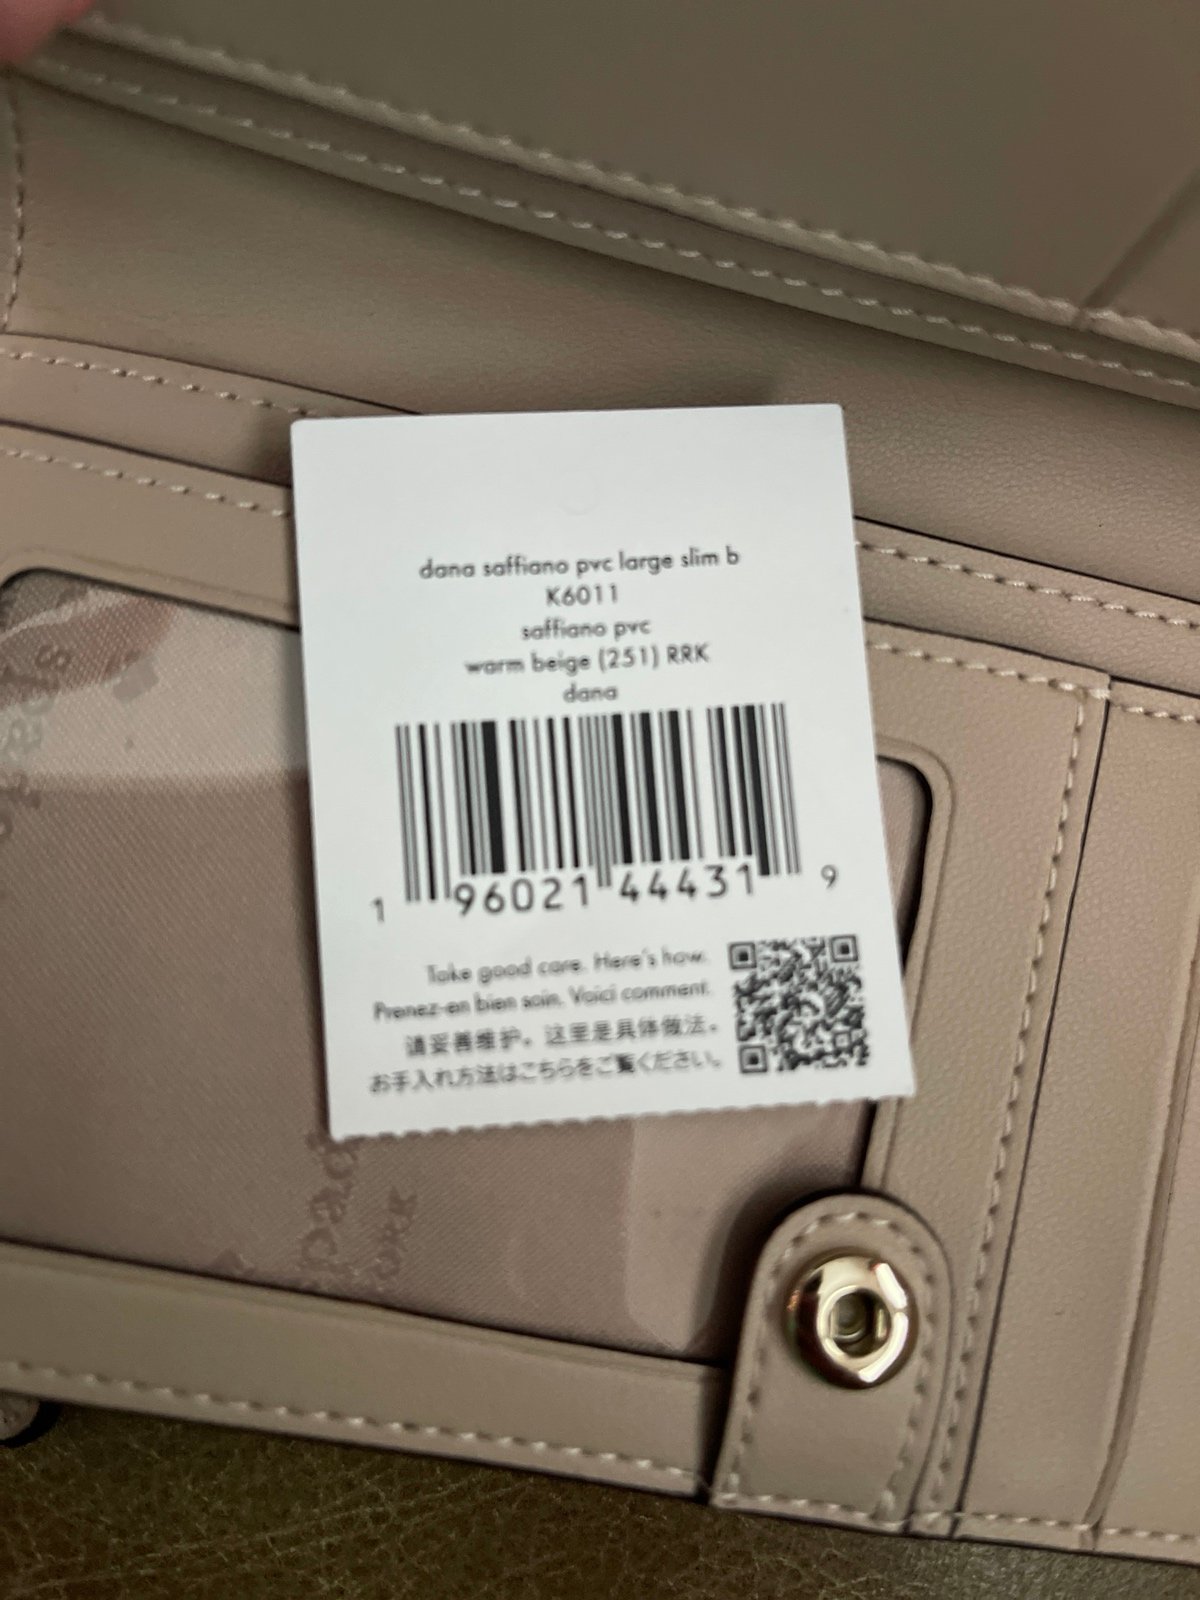 dana saffiano pvc large slim b
K6011
saffiano pvc
warm beige (251) RRK
dana
1 96021 44431 9
Take good care. Here's how.
Prenez-en bien soin. Voici comment.
请妥善维护。这里是具体做法。
お手入れ方法はこちらをご覧ください。